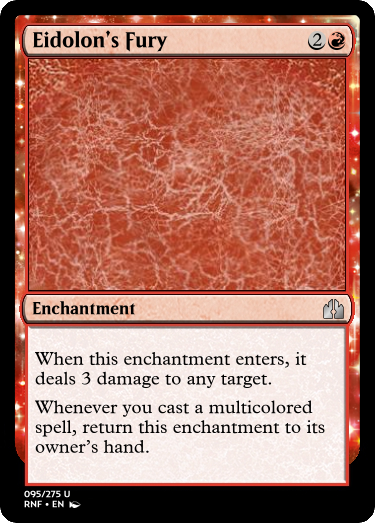 Eidolon's Fury 2
Enchantment
When this enchantment enters, it
deals 3 damage to any target.
Whenever you cast a multicolored
spell, return this enchantment to its
owner's hand.
095/275 U
RNF • EN